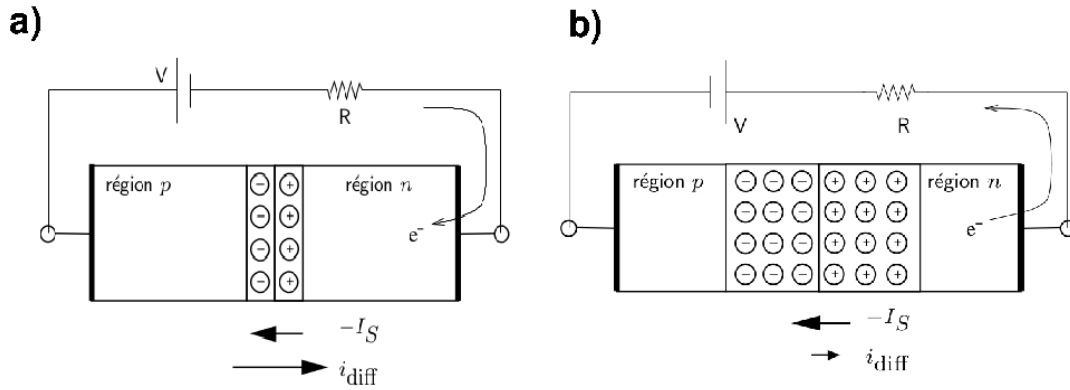 a)
V
R
région p
région n
e⁻
− + 
− +
− +
− +
−I_S
i_diff
b)
V
R
région p
région n
e⁻
− − − + + +
− − − + + +
− − − + + +
− − − + + +
−I_S
i_diff